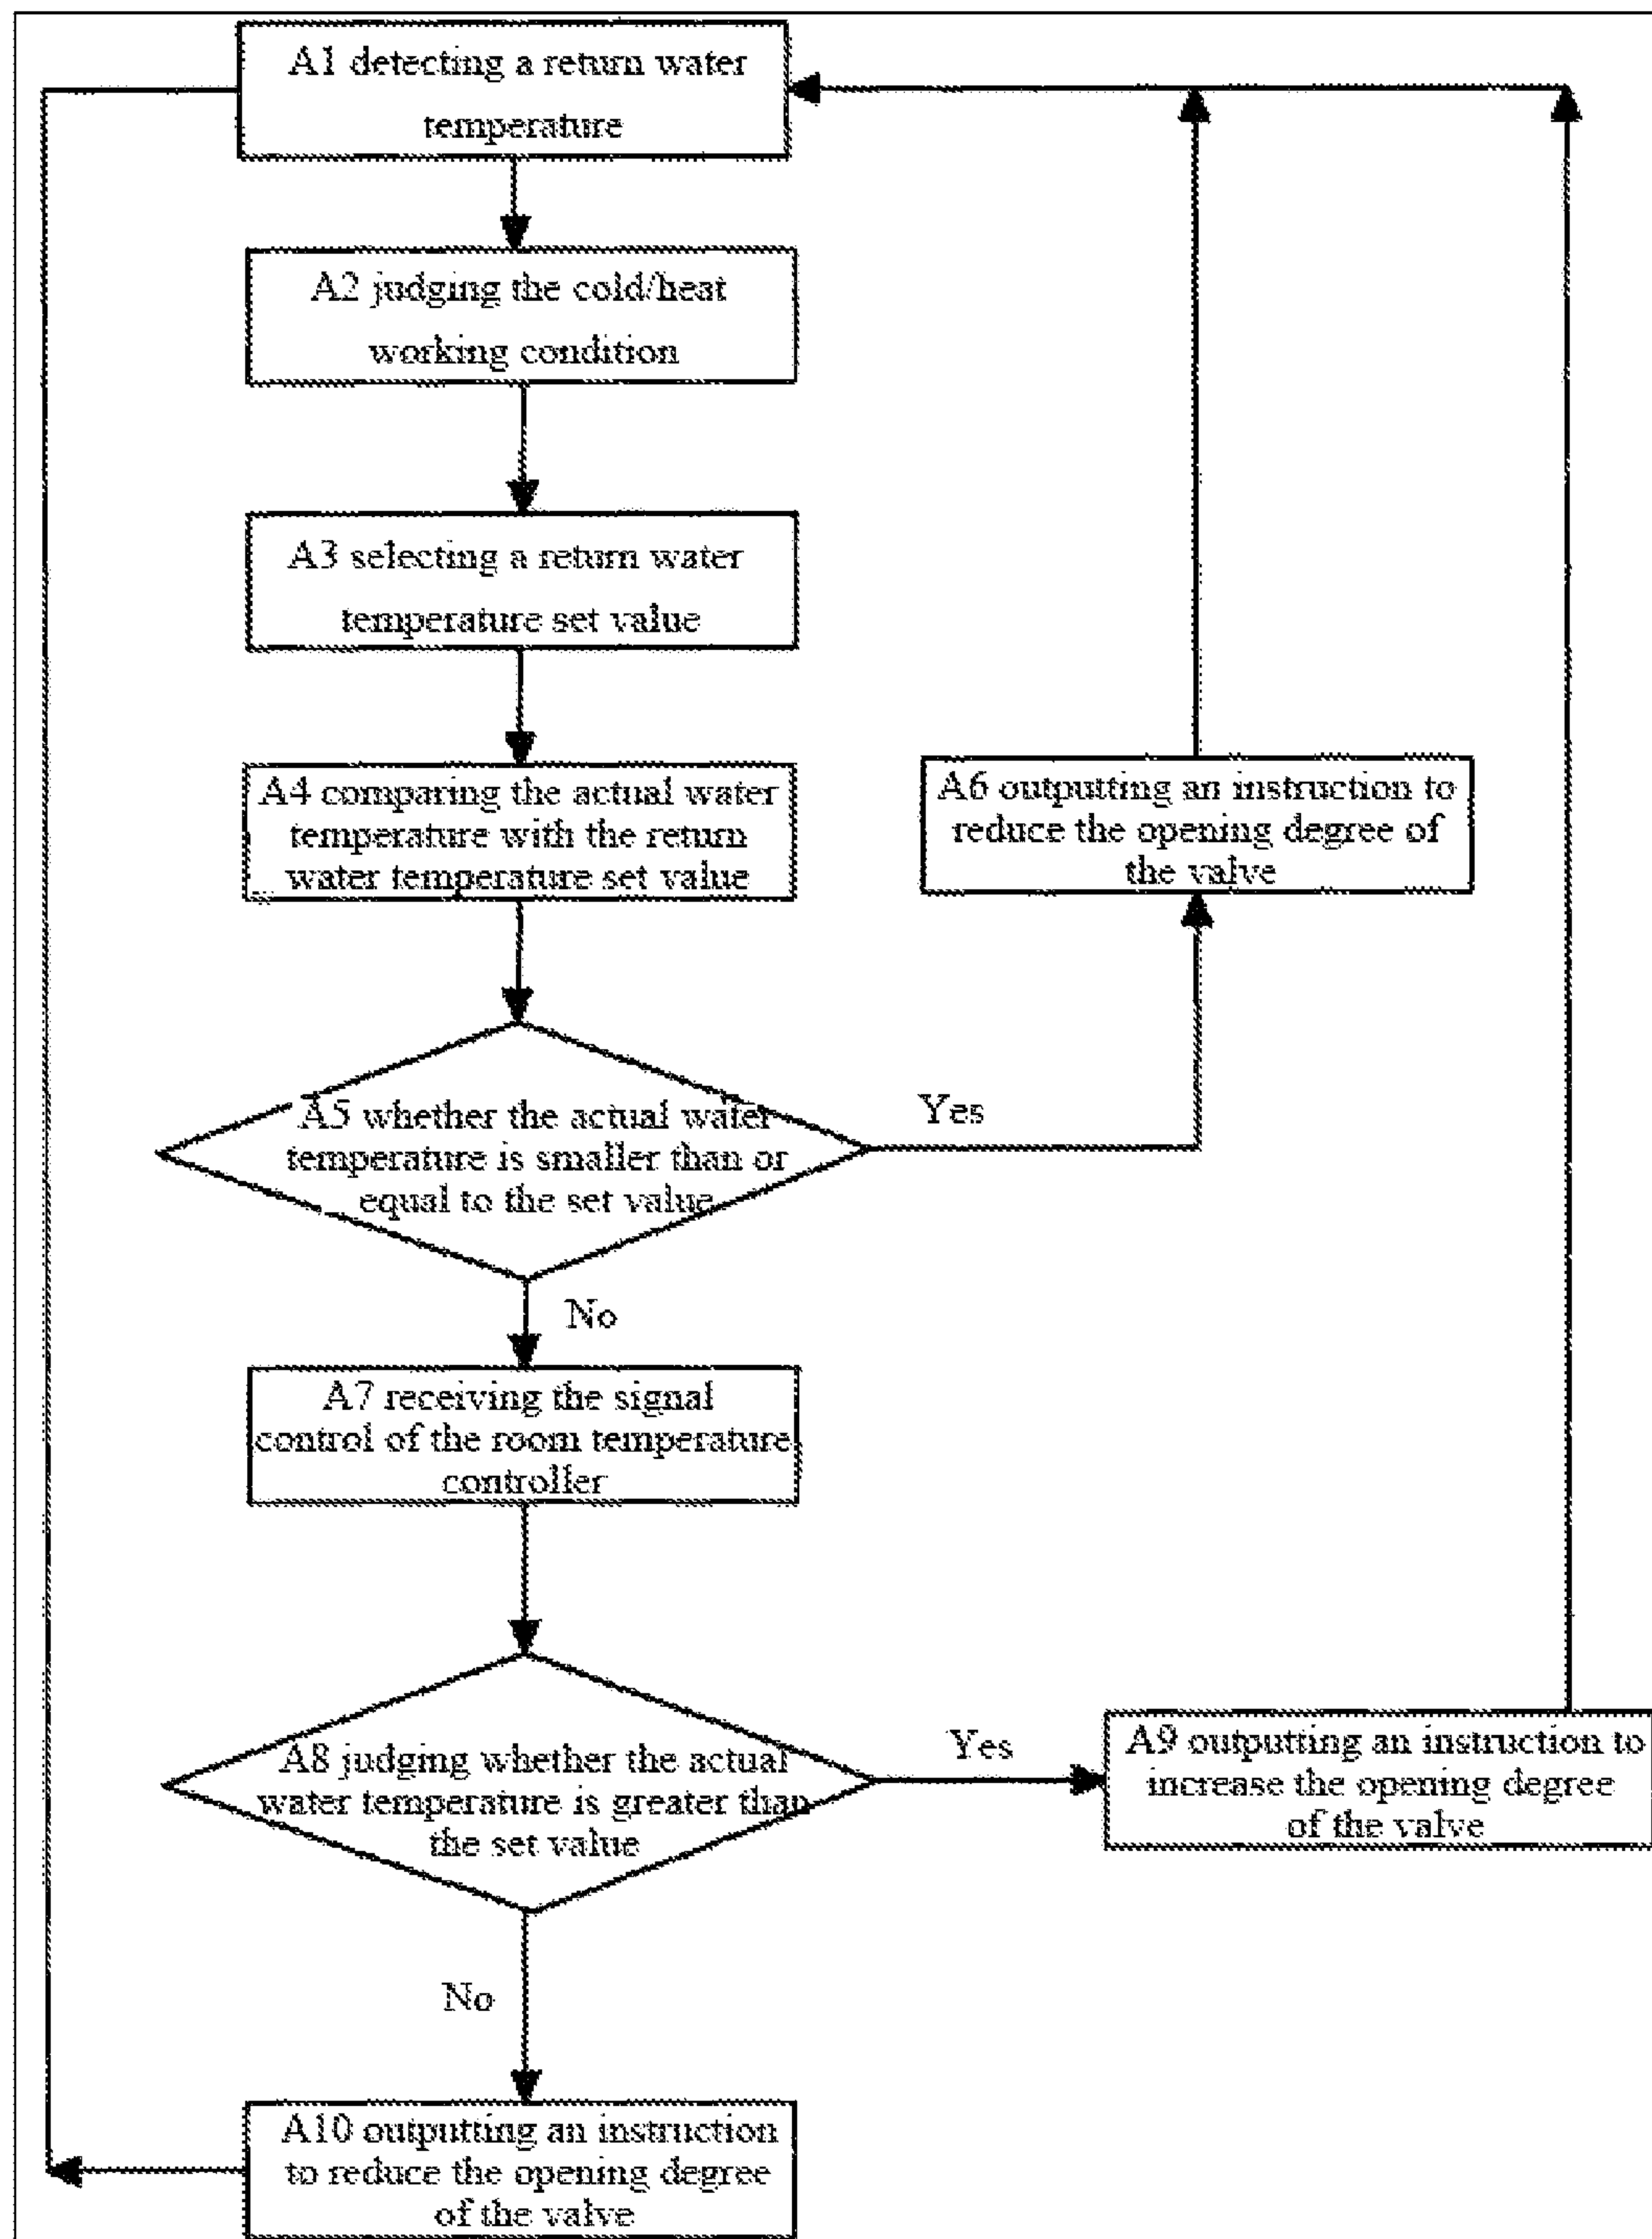 A1 detecting a return water
temperature
A2 judging the cold/heat
working condition
A3 selecting a return water
temperature set value
A4 comparing the actual water
temperature with the return
water temperature set value
A6 outputting an instruction to
reduce the opening degree of
the valve
A5 whether the actual water
temperature is smaller than or
equal to the set value
Yes
No
A7 receiving the signal
control of the room temperature
controller
A8 judging whether the actual
water temperature is greater than
the set value
Yes
A9 outputting an instruction to
increase the opening degree
of the valve
No
A10 outputting an instruction
to reduce the opening degree
of the valve